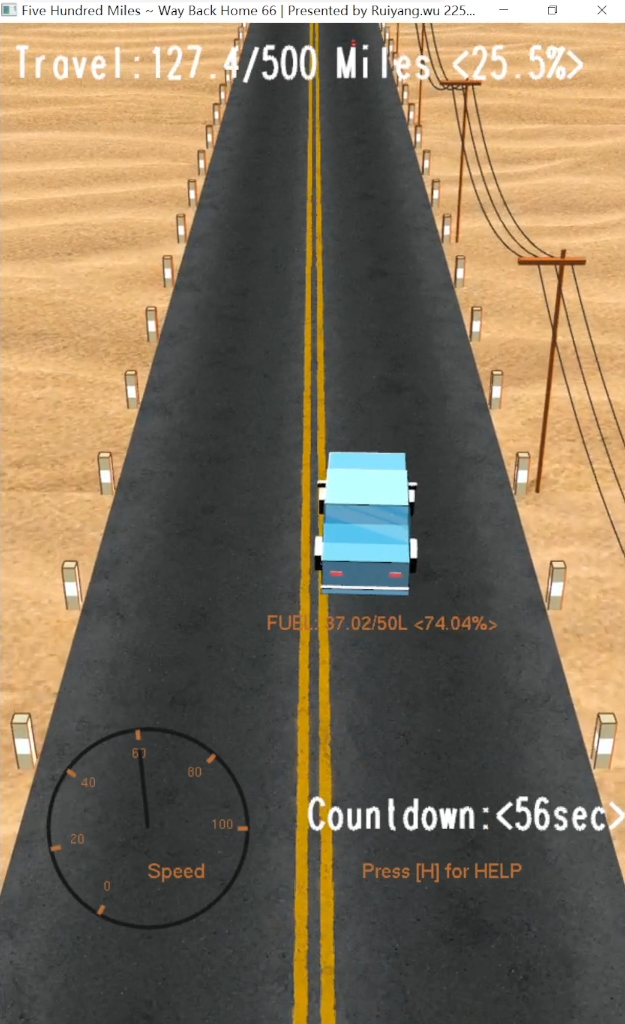 Five Hundred Miles ~ Way Back Home 66 | Presented by Ruiyang.wu 225...
Travel:127.4/500 Miles <25.5%>
FUEL: 37.02/50L <74.04%>
60
40
80
20
100
Countdown:<56sec>
Speed
Press [H] for HELP
0